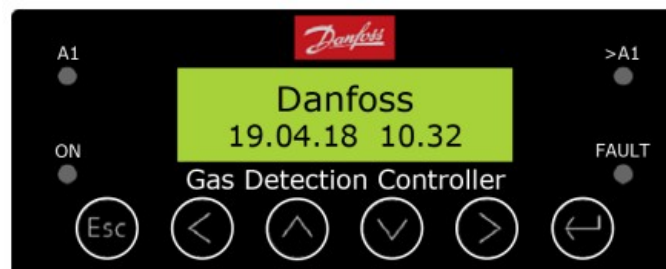 Danfoss
A1
>A1
Danfoss
19.04.18 10.32
ON
FAULT
Gas Detection Controller
Esc